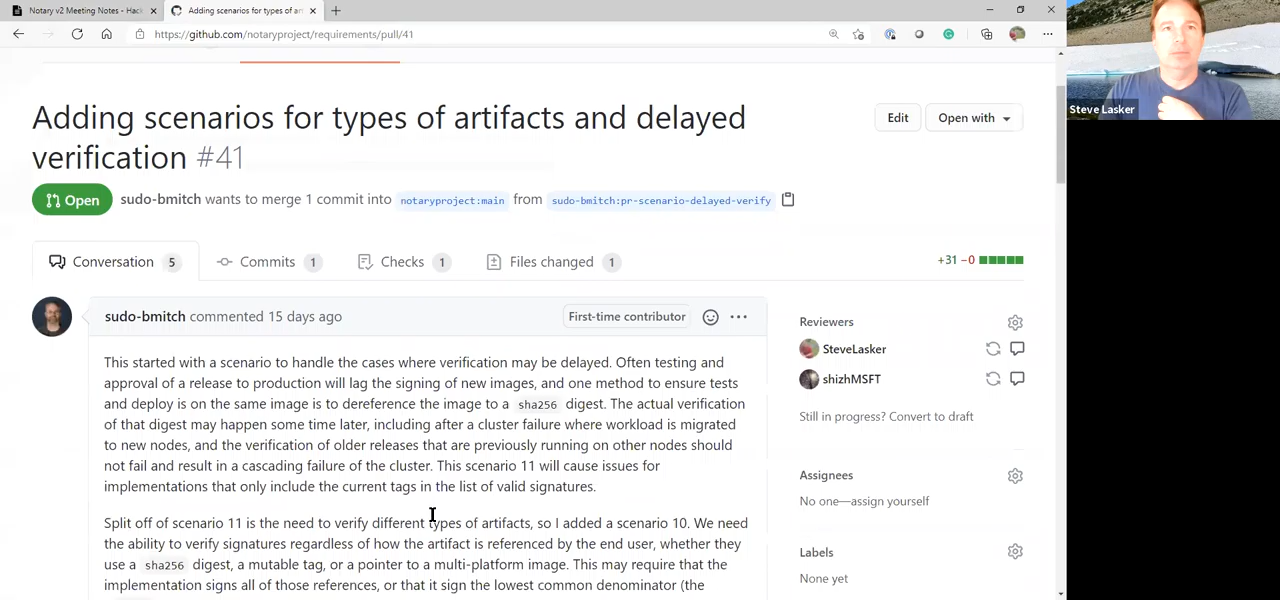 Notary v2 Meeting Notes - Hac
Adding scenarios for types of ar
https://github.com/notaryproject/requirements/pull/41
Steve Lasker
Adding scenarios for types of artifacts and delayed
verification #41
Edit
Open with
Open
sudo-bmitch wants to merge 1 commit into notaryproject:main from sudo-bmitch:pr-scenario-delayed-verify
Conversation 5
Commits 1
Checks 1
Files changed 1
+31 −0
sudo-bmitch commented 15 days ago
First-time contributor
This started with a scenario to handle the cases where verification may be delayed. Often testing and
approval of a release to production will lag the signing of new images, and one method to ensure tests
and deploy is on the same image is to dereference the image to a sha256 digest. The actual verification
of that digest may happen some time later, including after a cluster failure where workload is migrated
to new nodes, and the verification of older releases that are previously running on other nodes should
not fail and result in a cascading failure of the cluster. This scenario 11 will cause issues for
implementations that only include the current tags in the list of valid signatures.
Split off of scenario 11 is the need to verify different types of artifacts, so I added a scenario 10. We need
the ability to verify signatures regardless of how the artifact is referenced by the end user, whether they
use a sha256 digest, a mutable tag, or a pointer to a multi-platform image. This may require that the
implementation signs all of those references, or that it sign the lowest common denominator (the
Reviewers
SteveLasker
shizhMSFT
Still in progress? Convert to draft
Assignees
No one—assign yourself
Labels
None yet